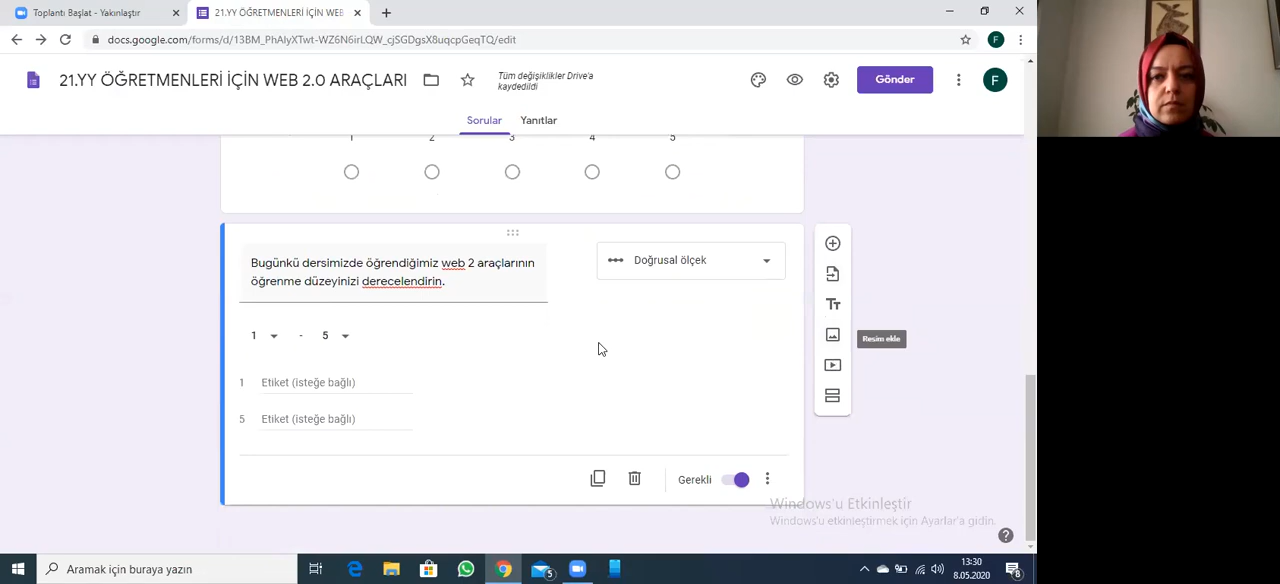 Toplantı Başlat - Yakınlaştır
21.YY ÖĞRETMENLERİ İÇİN WEB
docs.google.com/forms/d/13BM_PhAlyXTwt-WZ6N6irLQW_cjSGDgsX8uqcpGeqTQ/edit
F
21.YY ÖĞRETMENLERİ İÇİN WEB 2.0 ARAÇLARI
Tüm değişiklikler Drive'a
kaydedildi
Gönder
F
Sorular
Yanıtlar
1 2 3 4 5
Bugünkü dersimizde öğrendiğimiz web 2 araçlarının
öğrenme düzeyinizi derecelendirin.
Doğrusal ölçek
1 - 5
Resim ekle
1 Etiket (isteğe bağlı)
5 Etiket (isteğe bağlı)
Gerekli
Windows'u Etkinleştir
Windows'u etkinleştirmek için Ayarlar'a gidin.
Aramak için buraya yazın
5
13:30
8.05.2020
8